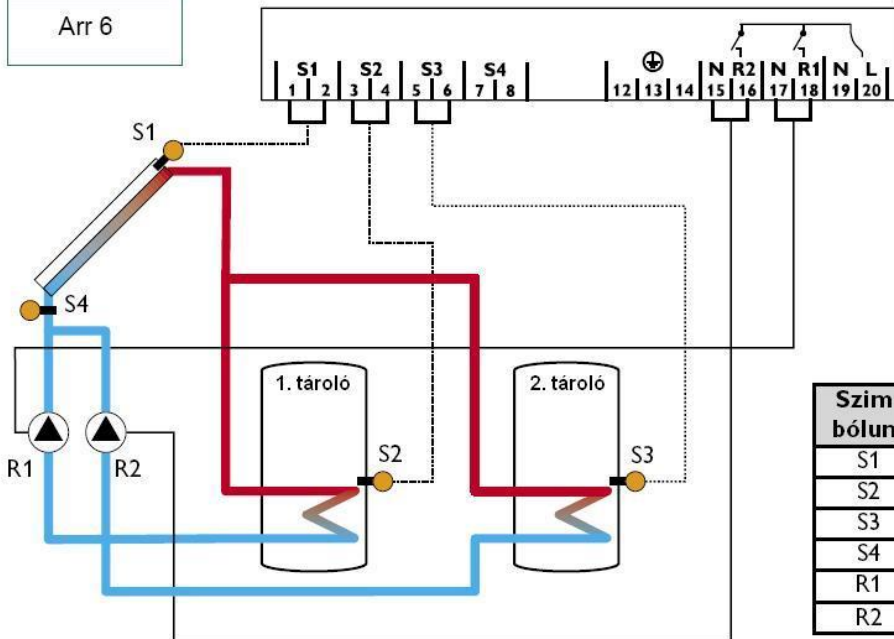 Arr 6
S1 S2 S3 S4 N R2 N R1 N L
1 2 3 4 5 6 7 8 12 13 14 15 16 17 18 19 20
S1
S4
1. tároló
2. tároló
R1
R2
S2
S3
Szim
bólum
S1
S2
S3
S4
R1
R2